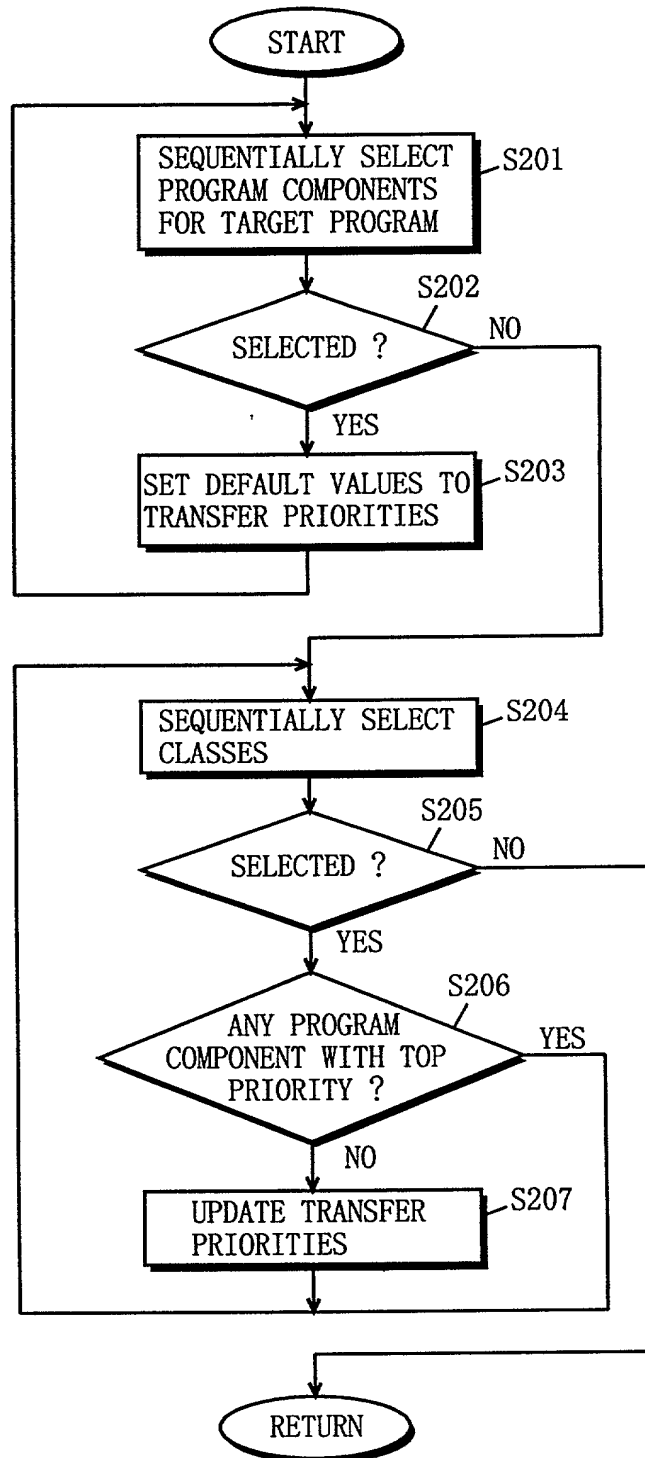 START
SEQUENTIALLY SELECT
PROGRAM COMPONENTS
FOR TARGET PROGRAM
S201
S202
SELECTED ?
NO
YES
SET DEFAULT VALUES TO
TRANSFER PRIORITIES
S203
SEQUENTIALLY SELECT
CLASSES
S204
S205
SELECTED ?
NO
YES
S206
ANY PROGRAM
COMPONENT WITH TOP
PRIORITY ?
YES
NO
UPDATE TRANSFER
PRIORITIES
S207
RETURN